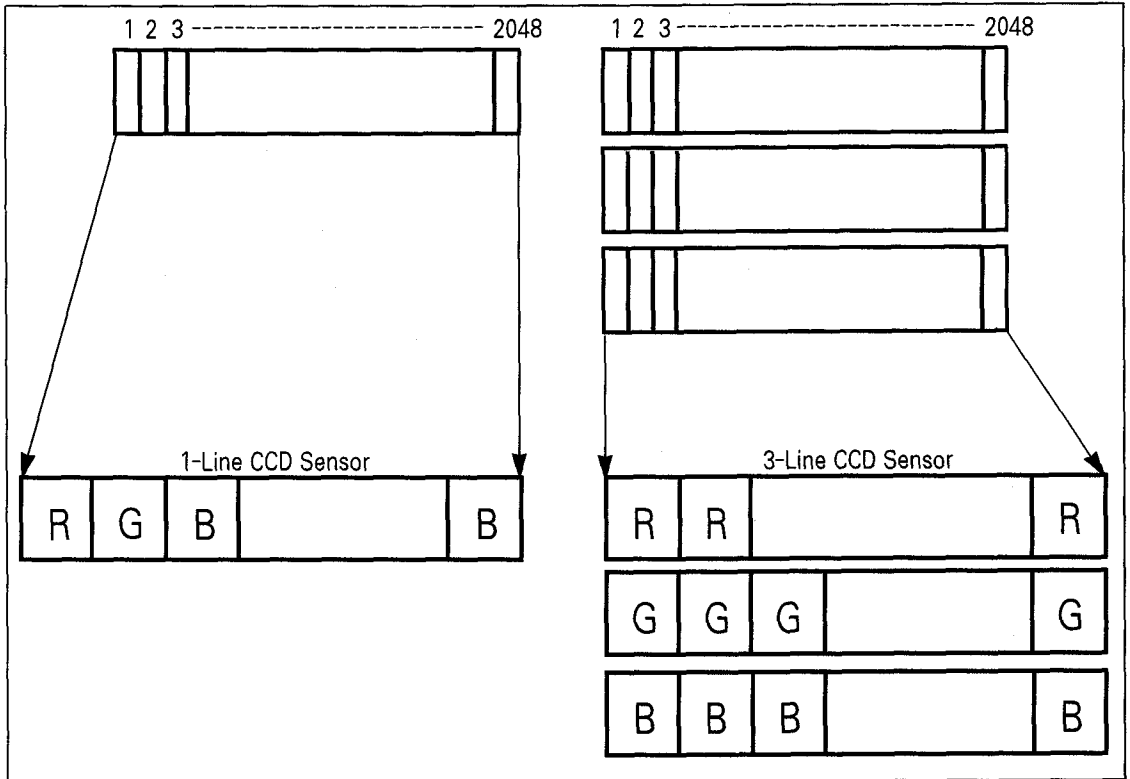 1 2 3 ---------------------------- 2048
1 2 3 ---------------------------- 2048
1-Line CCD Sensor
3-Line CCD Sensor
R G B B
R R R
G G G G
B B B B